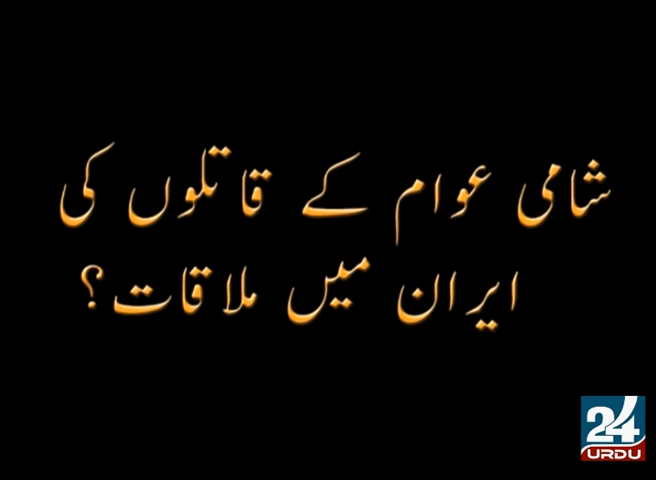 شامی عوام کے قاتلوں کی
ایران میں ملاقات؟
24
URDU